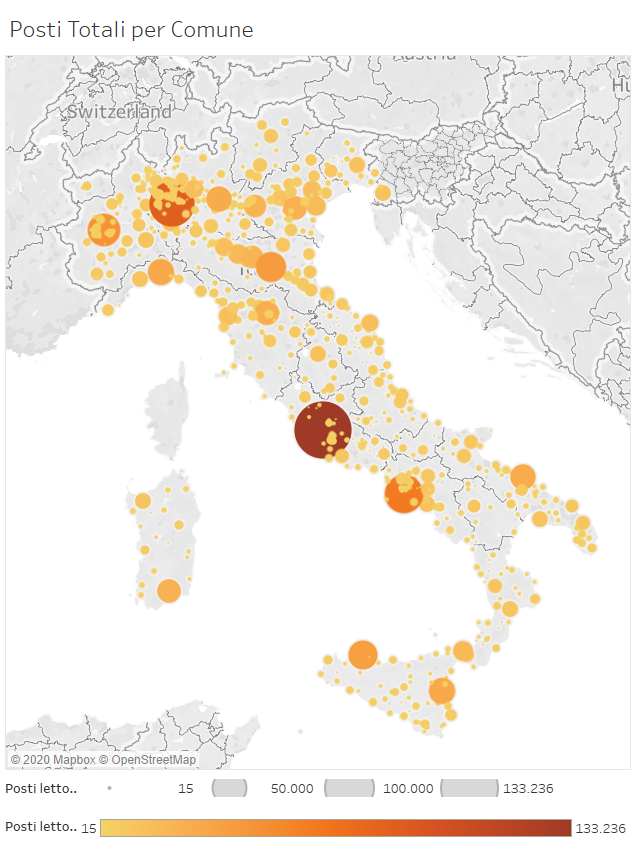 Posti Totali per Comune
Austria
Switzerland
© 2020 Mapbox © OpenStreetMap
Posti letto.. 15 50.000 100.000 133.236
Posti letto.. 15 133.236